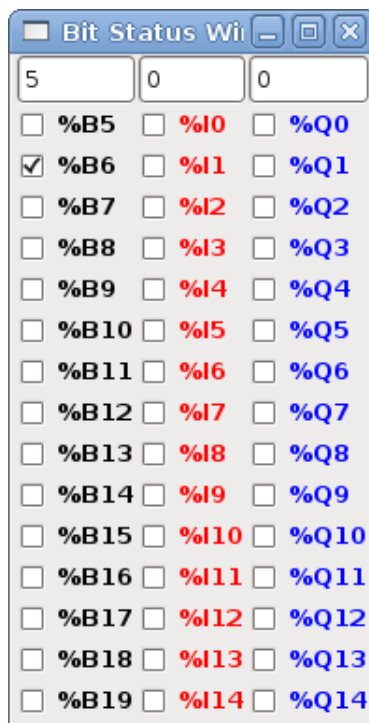 Bit Status Wi
5 0 0
%B5 %I0 %Q0
%B6 %I1 %Q1
%B7 %I2 %Q2
%B8 %I3 %Q3
%B9 %I4 %Q4
%B10 %I5 %Q5
%B11 %I6 %Q6
%B12 %I7 %Q7
%B13 %I8 %Q8
%B14 %I9 %Q9
%B15 %I10 %Q10
%B16 %I11 %Q11
%B17 %I12 %Q12
%B18 %I13 %Q13
%B19 %I14 %Q14